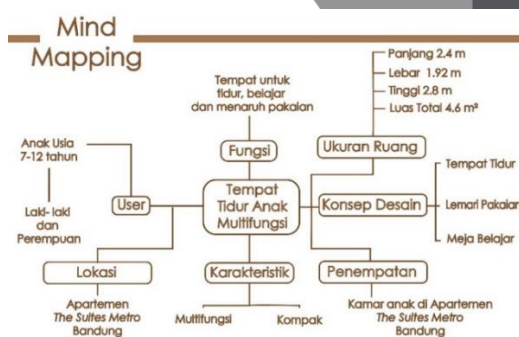 Mind
Mapping
Tempat untuk
tidur, belajar
dan menaruh pakaian
Panjang 2.4 m
Lebar 1.92 m
Tinggi 2.8 m
Luas Total 4.6 m²
Fungsi
Ukuran Ruang
Anak Usia
7-12 tahun
Laki- laki
dan
Perempuan
User
Tempat
Tidur Anak
Multifungsi
Konsep Desain
Tempat Tidur
Lemari Pakaian
Meja Belajar
Lokasi
Karakteristik
Penempatan
Apartemen
The Suites Metro
Bandung
Multifungsi
Kompak
Kamar anak di Apartemen
The Suites Metro
Bandung